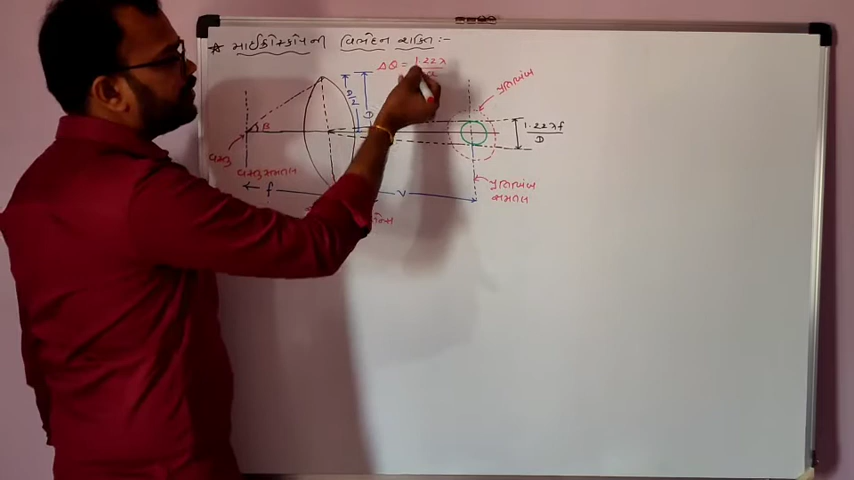 * માઈક્રોસ્કોપની વિભેદન શક્તિ :-
Δθ = 1.22λ
D/2
D
પ્રતિબિંબ
β
વસ્તુ
1.22λf
D
વસ્તુસમતલ
f
v
પ્રતિબિંબ
સમતલ